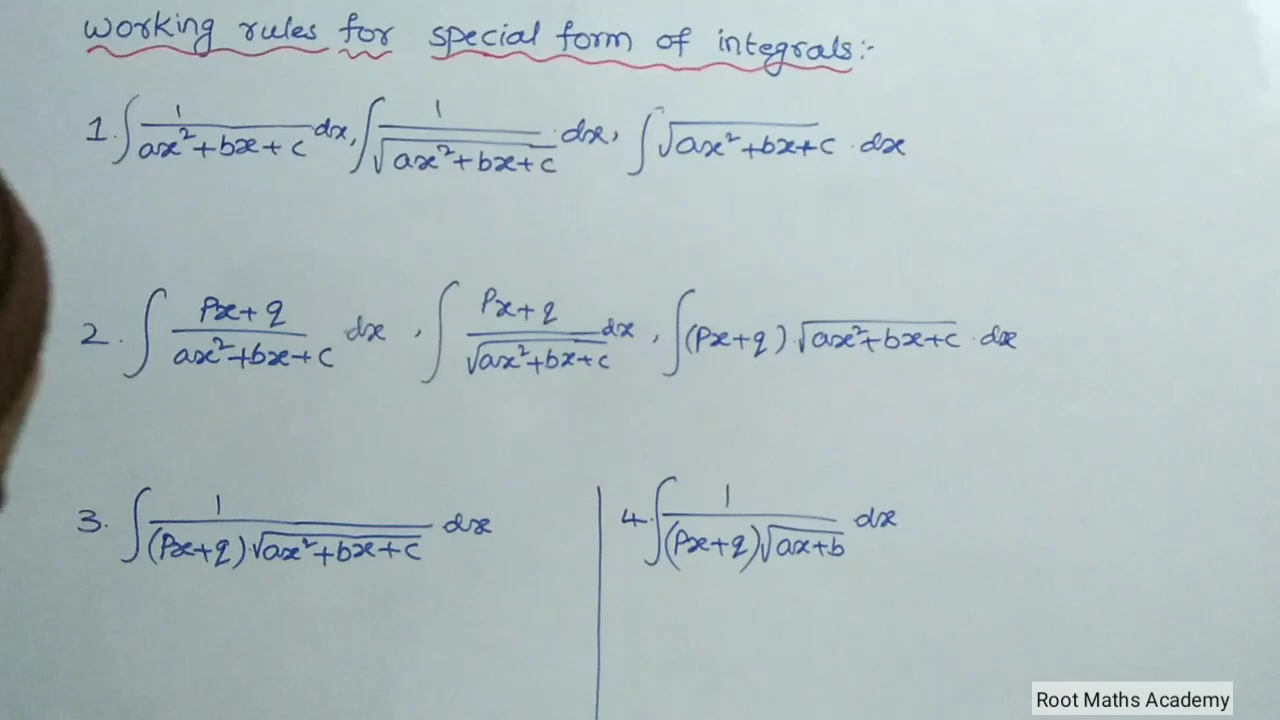 working rules for special form of integrals:-
1. ∫ 1/(ax²+bx+c) dx, ∫ 1/√(ax²+bx+c) dx, ∫ √(ax²+bx+c) . dx
2. ∫ (Px+q)/(ax²+bx+c) dx , ∫ (Px+q)/√(ax²+bx+c) dx , ∫ (Px+q) √(ax²+bx+c) . dx
3. ∫ 1/((Px+q) √(ax²+bx+c)) dx
4. ∫ 1/((Px+q) √(ax+b)) dx
Root Maths Academy